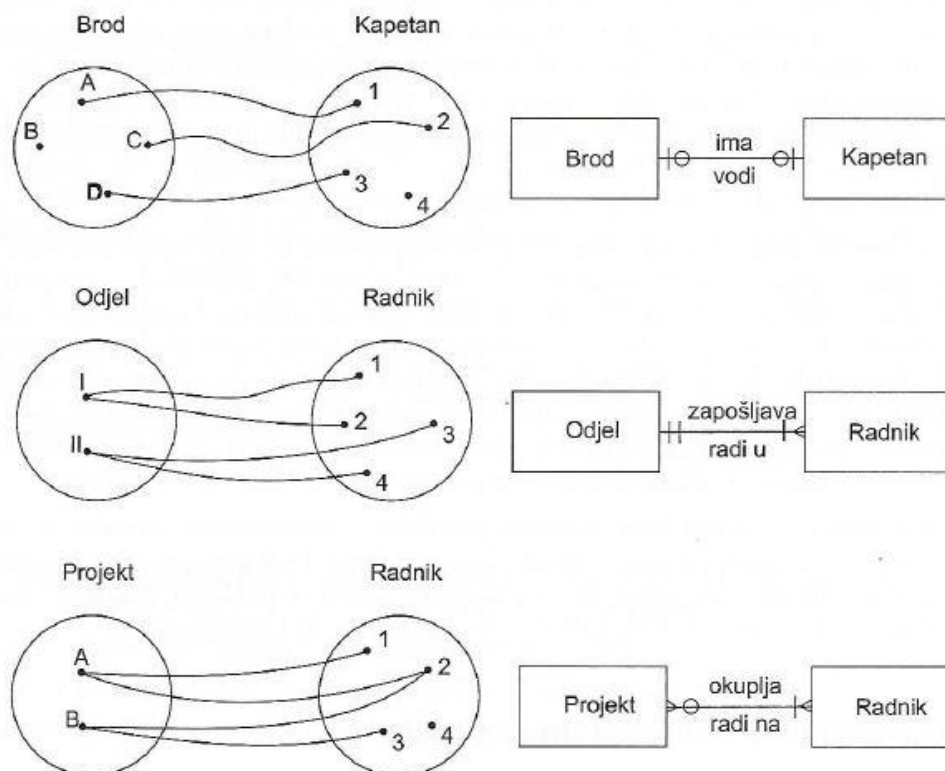 Brod
Kapetan
A
B
C
D
1
2
3
4
Brod
ima
vodi
Kapetan
Odjel
Radnik
I
II
1
2
3
4
Odjel
zapošljava
radi u
Radnik
Projekt
Radnik
A
B
1
2
3
4
Projekt
okuplja
radi na
Radnik